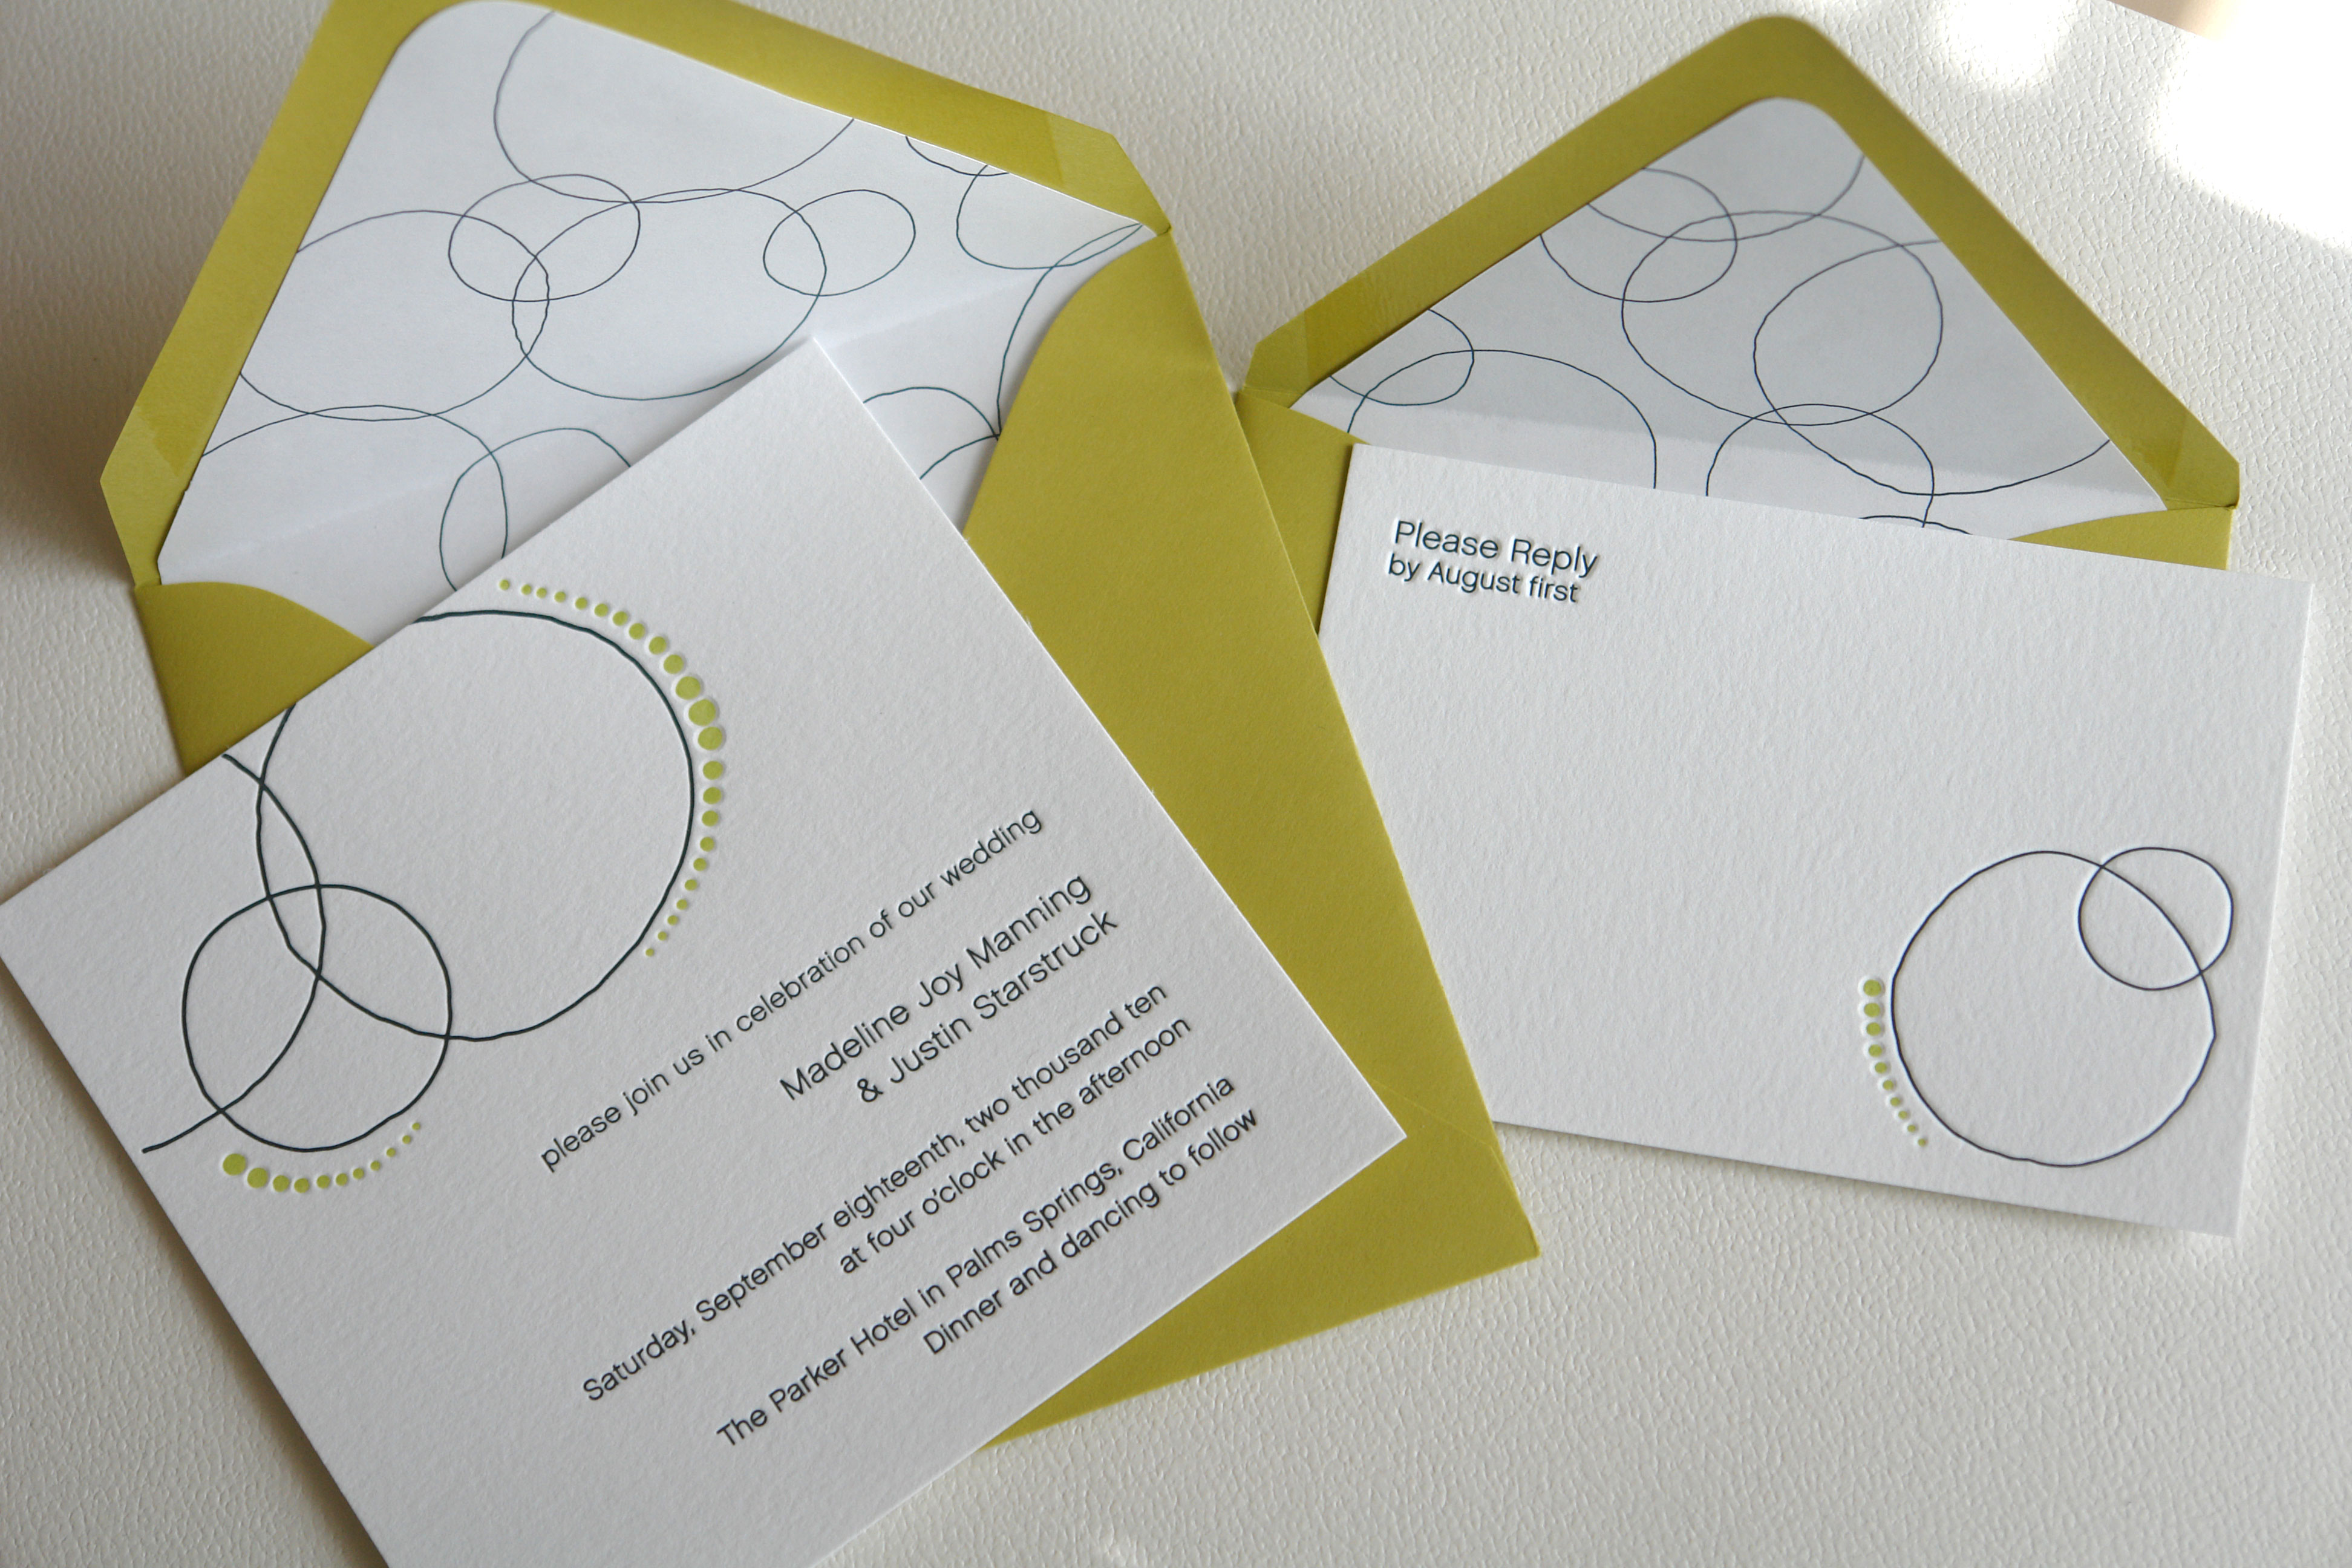 please join us in celebration of our wedding
Madeline Joy Manning
& Justin Starstruck
Saturday, September eighteenth, two thousand ten
at four o'clock in the afternoon
The Parker Hotel in Palms Springs, California
Dinner and dancing to follow
Please Reply
by August first